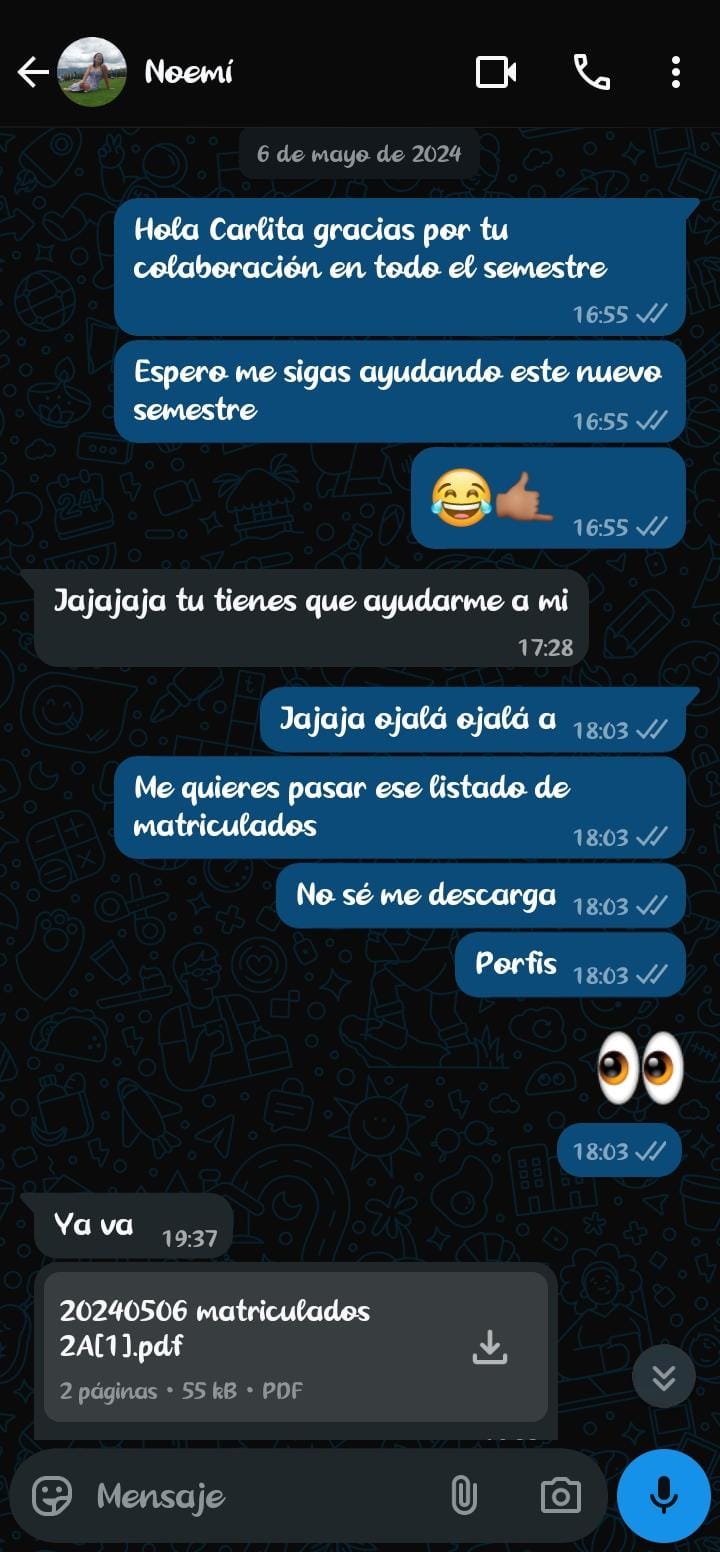 Noemí
6 de mayo de 2024
Hola Carlita gracias por tu
colaboración en todo el semestre
16:55
Espero me sigas ayudando este nuevo
semestre
16:55
😂🤙🏽
16:55
Jajajaja tu tienes que ayudarme a mi
17:28
Jajaja ojalá ojalá a
18:03
Me quieres pasar ese listado de
matriculados
18:03
No sé me descarga
18:03
Porfis
18:03
👀
18:03
Ya va
19:37
20240506 matriculados
2A[1].pdf
2 páginas • 55 kB • PDF
Mensaje